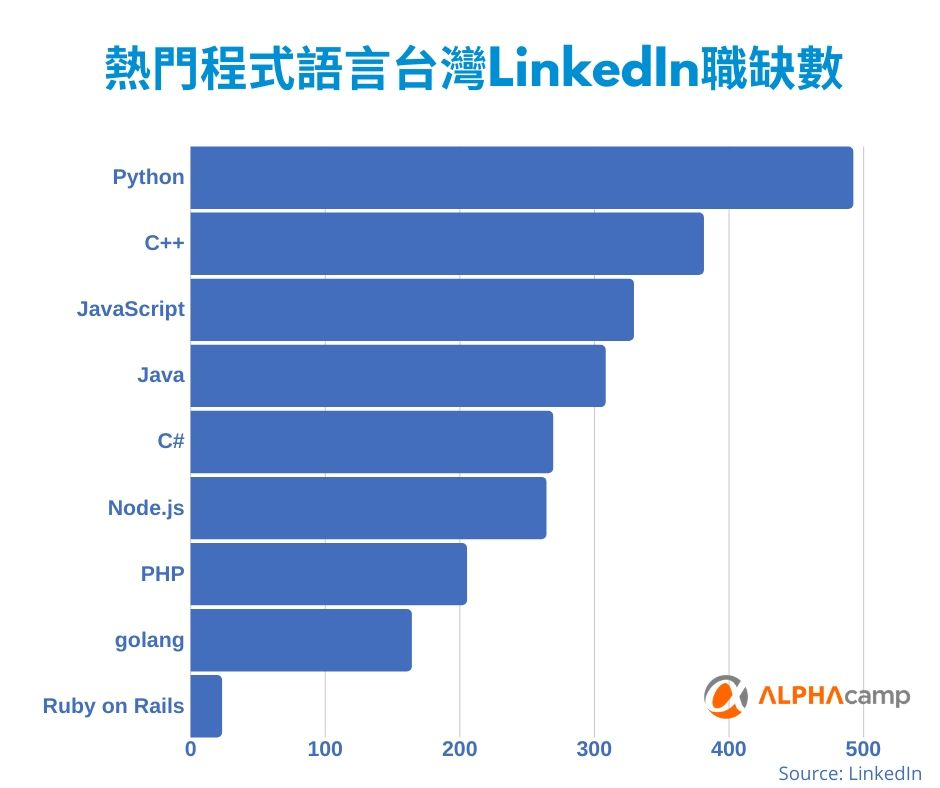 熱門程式語言台灣LinkedIn職缺數
Python
C++
JavaScript
Java
C#
Node.js
PHP
golang
Ruby on Rails
0 100 200 300 400 500
ALPHAcamp
Source: LinkedIn